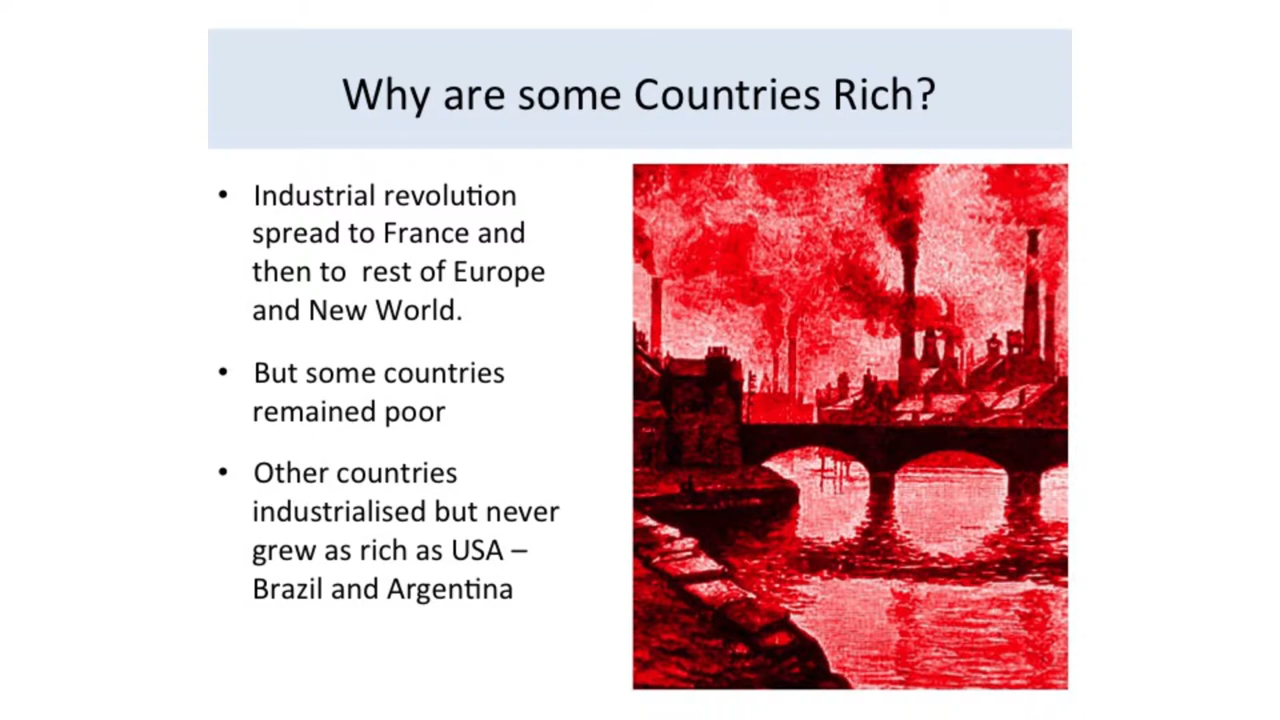 Why are some Countries Rich?
• Industrial revolution
spread to France and
then to  rest of Europe
and New World.
• But some countries
remained poor
• Other countries
industrialised but never
grew as rich as USA –
Brazil and Argentina